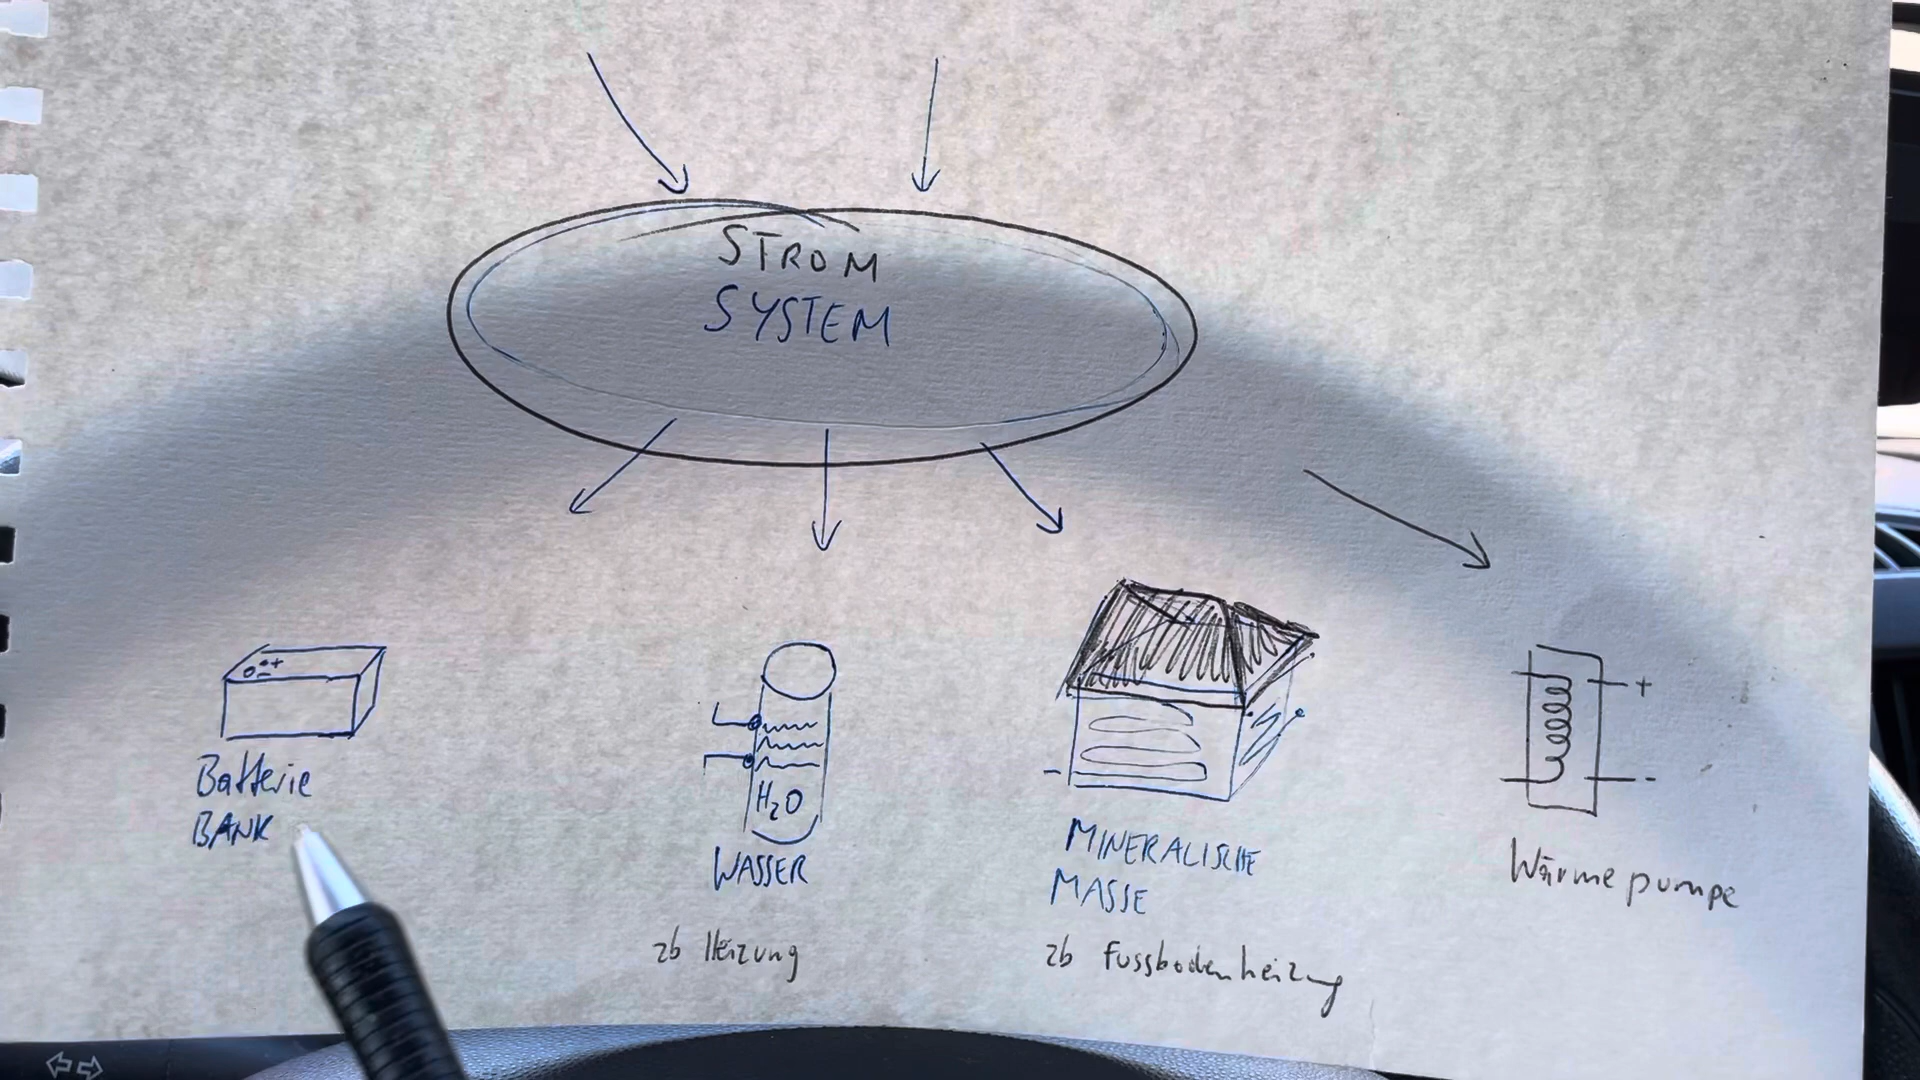 STROM
SYSTEM
+
-
+
-
H2O
Batterie
BANK
WASSER
MINERALISCHE
MASSE
Wärmepumpe
zb Heizung
zb Fussbodenheizung